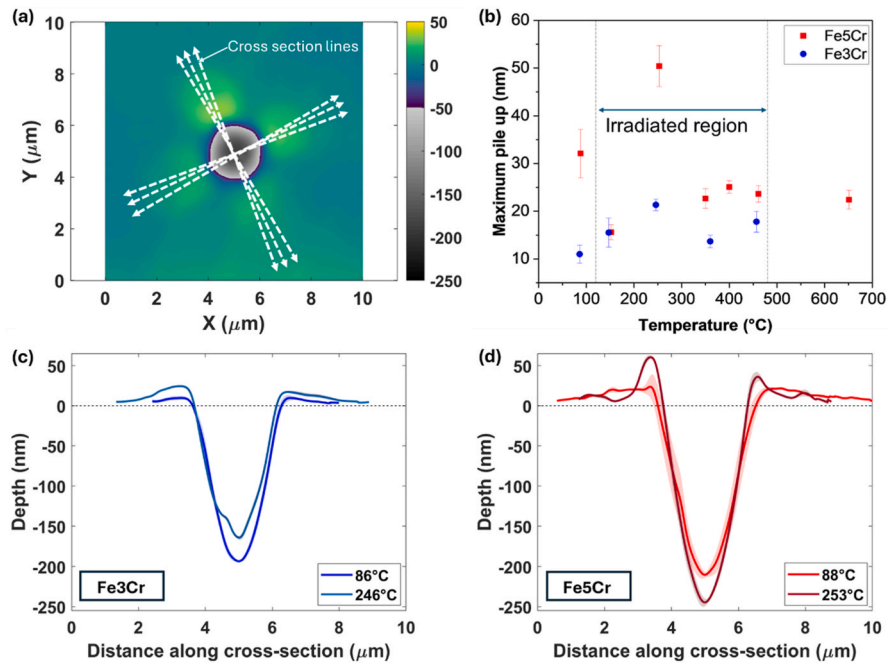 (a)
Cross section lines
10
8
6
4
2
0
Y (μm)
0 2 4 6 8 10
X (μm)
50
0
-50
-100
-150
-200
-250
(b)
Fe5Cr
Fe3Cr
Irradiated region
60
50
40
30
20
10
Maximum pile up (nm)
0 100 200 300 400 500 600 700
Temperature (°C)
(c)
50
0
-50
-100
-150
-200
-250
Depth (nm)
Fe3Cr
86°C
246°C
0 2 4 6 8 10
Distance along cross-section (μm)
(d)
50
0
-50
-100
-150
-200
-250
Depth (nm)
Fe5Cr
88°C
253°C
0 2 4 6 8 10
Distance along cross-section (μm)